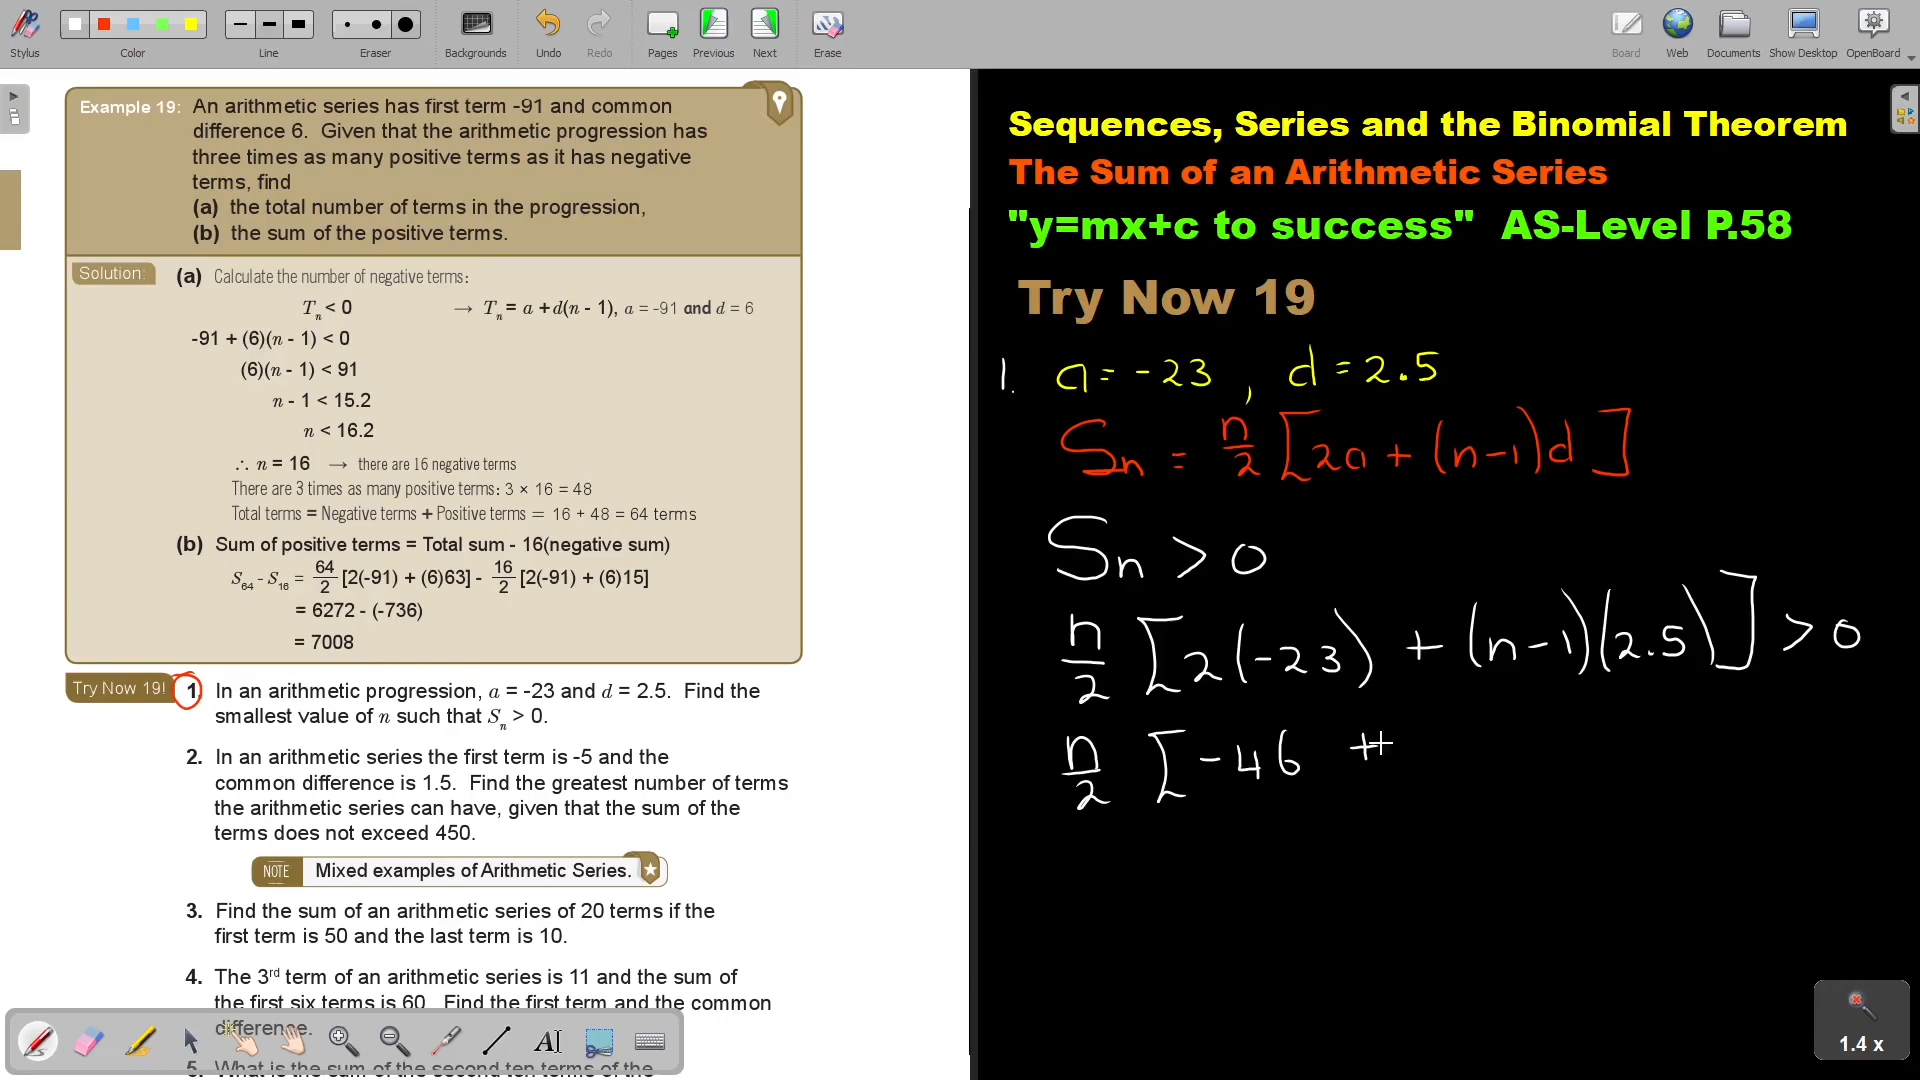 Stylus Color Line Eraser Backgrounds Undo Redo Pages Previous Next Erase Board Web Documents Show Desktop OpenBoard
Example 19: An arithmetic series has first term -91 and common
difference 6. Given that the arithmetic progression has
three times as many positive terms as it has negative
terms, find
(a) the total number of terms in the progression,
(b) the sum of the positive terms.
Solution: (a) Calculate the number of negative terms:
Tn < 0 → Tn = a + d(n - 1), a = -91 and d = 6
-91 + (6)(n - 1) < 0
(6)(n - 1) < 91
n - 1 < 15.2
n < 16.2
∴ n = 16 → there are 16 negative terms
There are 3 times as many positive terms: 3 × 16 = 48
Total terms = Negative terms + Positive terms = 16 + 48 = 64 terms
(b) Sum of positive terms = Total sum - 16(negative sum)
S64 - S16 = 64/2 [2(-91) + (6)63] - 16/2 [2(-91) + (6)15]
= 6272 - (-736)
= 7008
Try Now 19! 1. In an arithmetic progression, a = -23 and d = 2.5. Find the
smallest value of n such that Sn > 0.
2. In an arithmetic series the first term is -5 and the
common difference is 1.5. Find the greatest number of terms
the arithmetic series can have, given that the sum of the
terms does not exceed 450.
NOTE Mixed examples of Arithmetic Series.
3. Find the sum of an arithmetic series of 20 terms if the
first term is 50 and the last term is 10.
4. The 3rd term of an arithmetic series is 11 and the sum of
the first six terms is 60. Find the first term and the common
difference.
5. What is the sum of the second ten terms of the
Sequences, Series and the Binomial Theorem
The Sum of an Arithmetic Series
"y=mx+c to success" AS-Level P.58
Try Now 19
1. a = -23, d = 2.5
Sn = n/2 [2a + (n-1)d]
Sn > 0
n/2 [2(-23) + (n-1)(2.5)] > 0
n/2 [-46 +
1.4 x